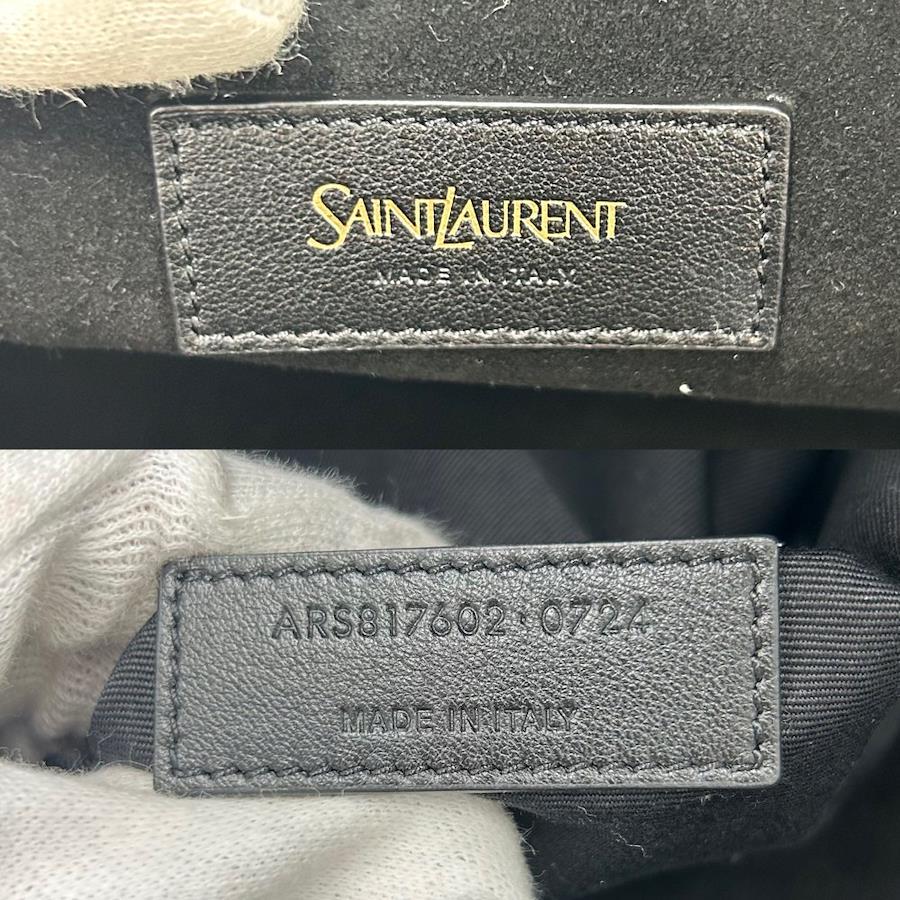 SAINT LAURENT
MADE IN ITALY
ARS817602·0724
MADE IN ITALY